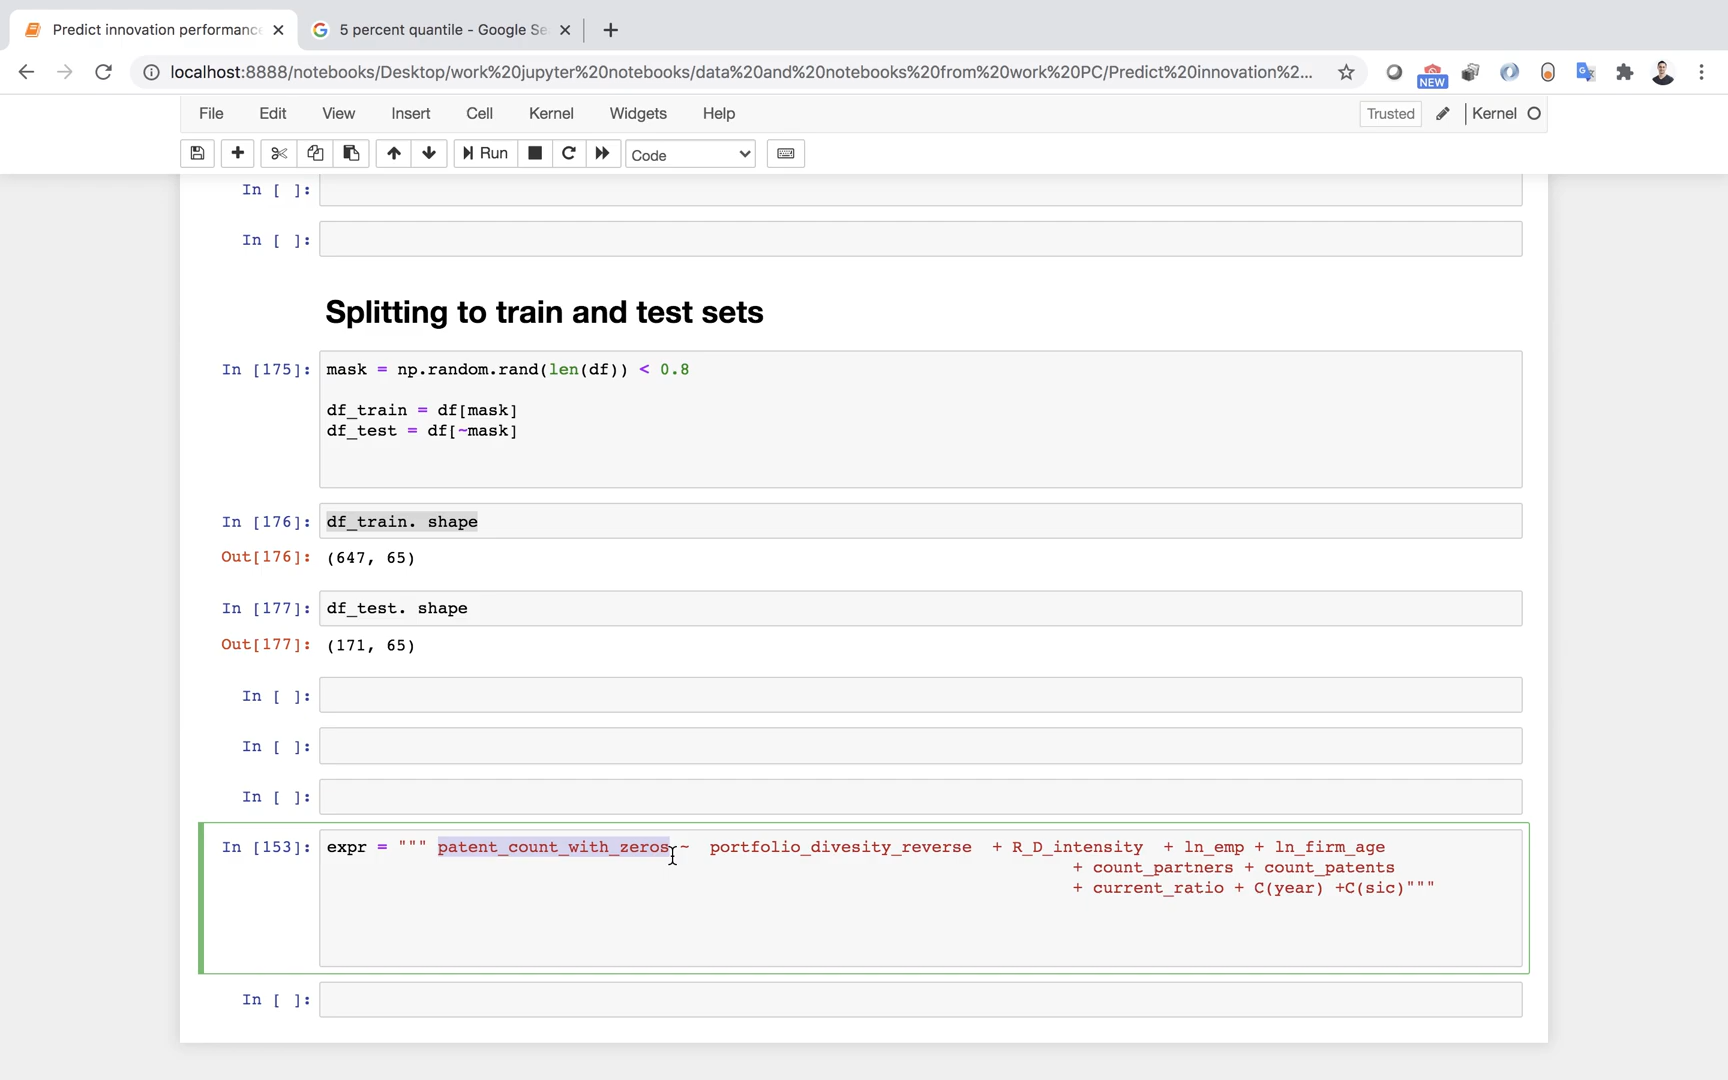 Predict innovation performance
5 percent quantile - Google Se
localhost:8888/notebooks/Desktop/work%20jupyter%20notebooks/data%20and%20notebooks%20from%20work%20PC/Predict%20innovation%2...
NEW
File Edit View Insert Cell Kernel Widgets Help
Trusted Kernel
Run Code
In [ ]:
In [ ]:
Splitting to train and test sets
In [175]: mask = np.random.rand(len(df)) < 0.8
df_train = df[mask]
df_test = df[~mask]
In [176]: df_train. shape
Out[176]: (647, 65)
In [177]: df_test. shape
Out[177]: (171, 65)
In [ ]:
In [ ]:
In [ ]:
In [153]: expr = """ patent_count_with_zeros ~ portfolio_divesity_reverse + R_D_intensity + ln_emp + ln_firm_age
+ count_partners + count_patents
+ current_ratio + C(year) +C(sic)"""
In [ ]: